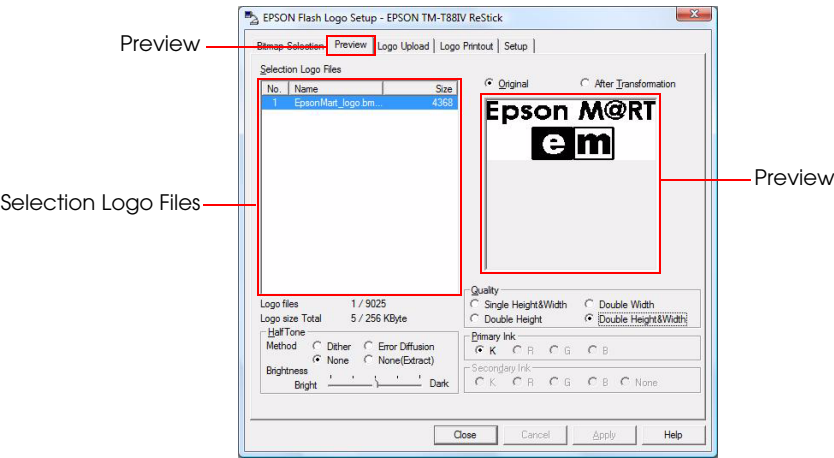 EPSON Flash Logo Setup - EPSON TM-T88IV ReStick
Preview
Bitmap Selection Preview Logo Upload Logo Printout Setup
Selection Logo Files
No. Name Size
1 EpsonMart_logo.bm... 4368
Original After Transformation
Epson M@RT
em
Preview
Selection Logo Files
Logo files 1 / 9025
Logo size Total 5 / 256 KByte
HalfTone
Method Dither Error Diffusion
None None(Extract)
Brightness
Bright Dark
Quality
Single Height&Width Double Width
Double Height Double Height&Width
Primary Ink
K R G B
Secondary Ink
K R G B None
Close Cancel Apply Help